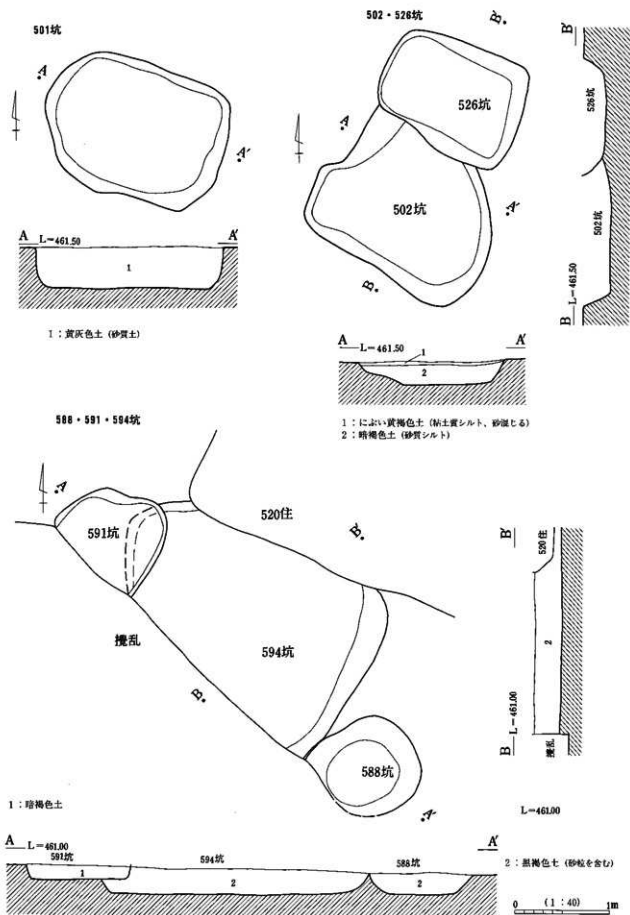 501坑
A
A′
A L=461.50 A′
1
1：黄灰色土（砂質土）
502・526坑
B′
526坑
A
502坑
A′
B
A L=461.50 A′
1
2
1：にぶい黄褐色土（粘土質シルト、砂混じる）
2：暗褐色土（砂質シルト）
B′
526坑
502坑
B L=461.50
588・591・594坑
A
591坑
520住
B′
攪乱
594坑
B
588坑
A′
1：暗褐色土
B′
520住
2
B L=461.00
攪乱
L=461.00
A L=461.00 A′
591坑 594坑 588坑
1 2 2
2：黒褐色土（砂粒を含む）
0 （1：40） 1m